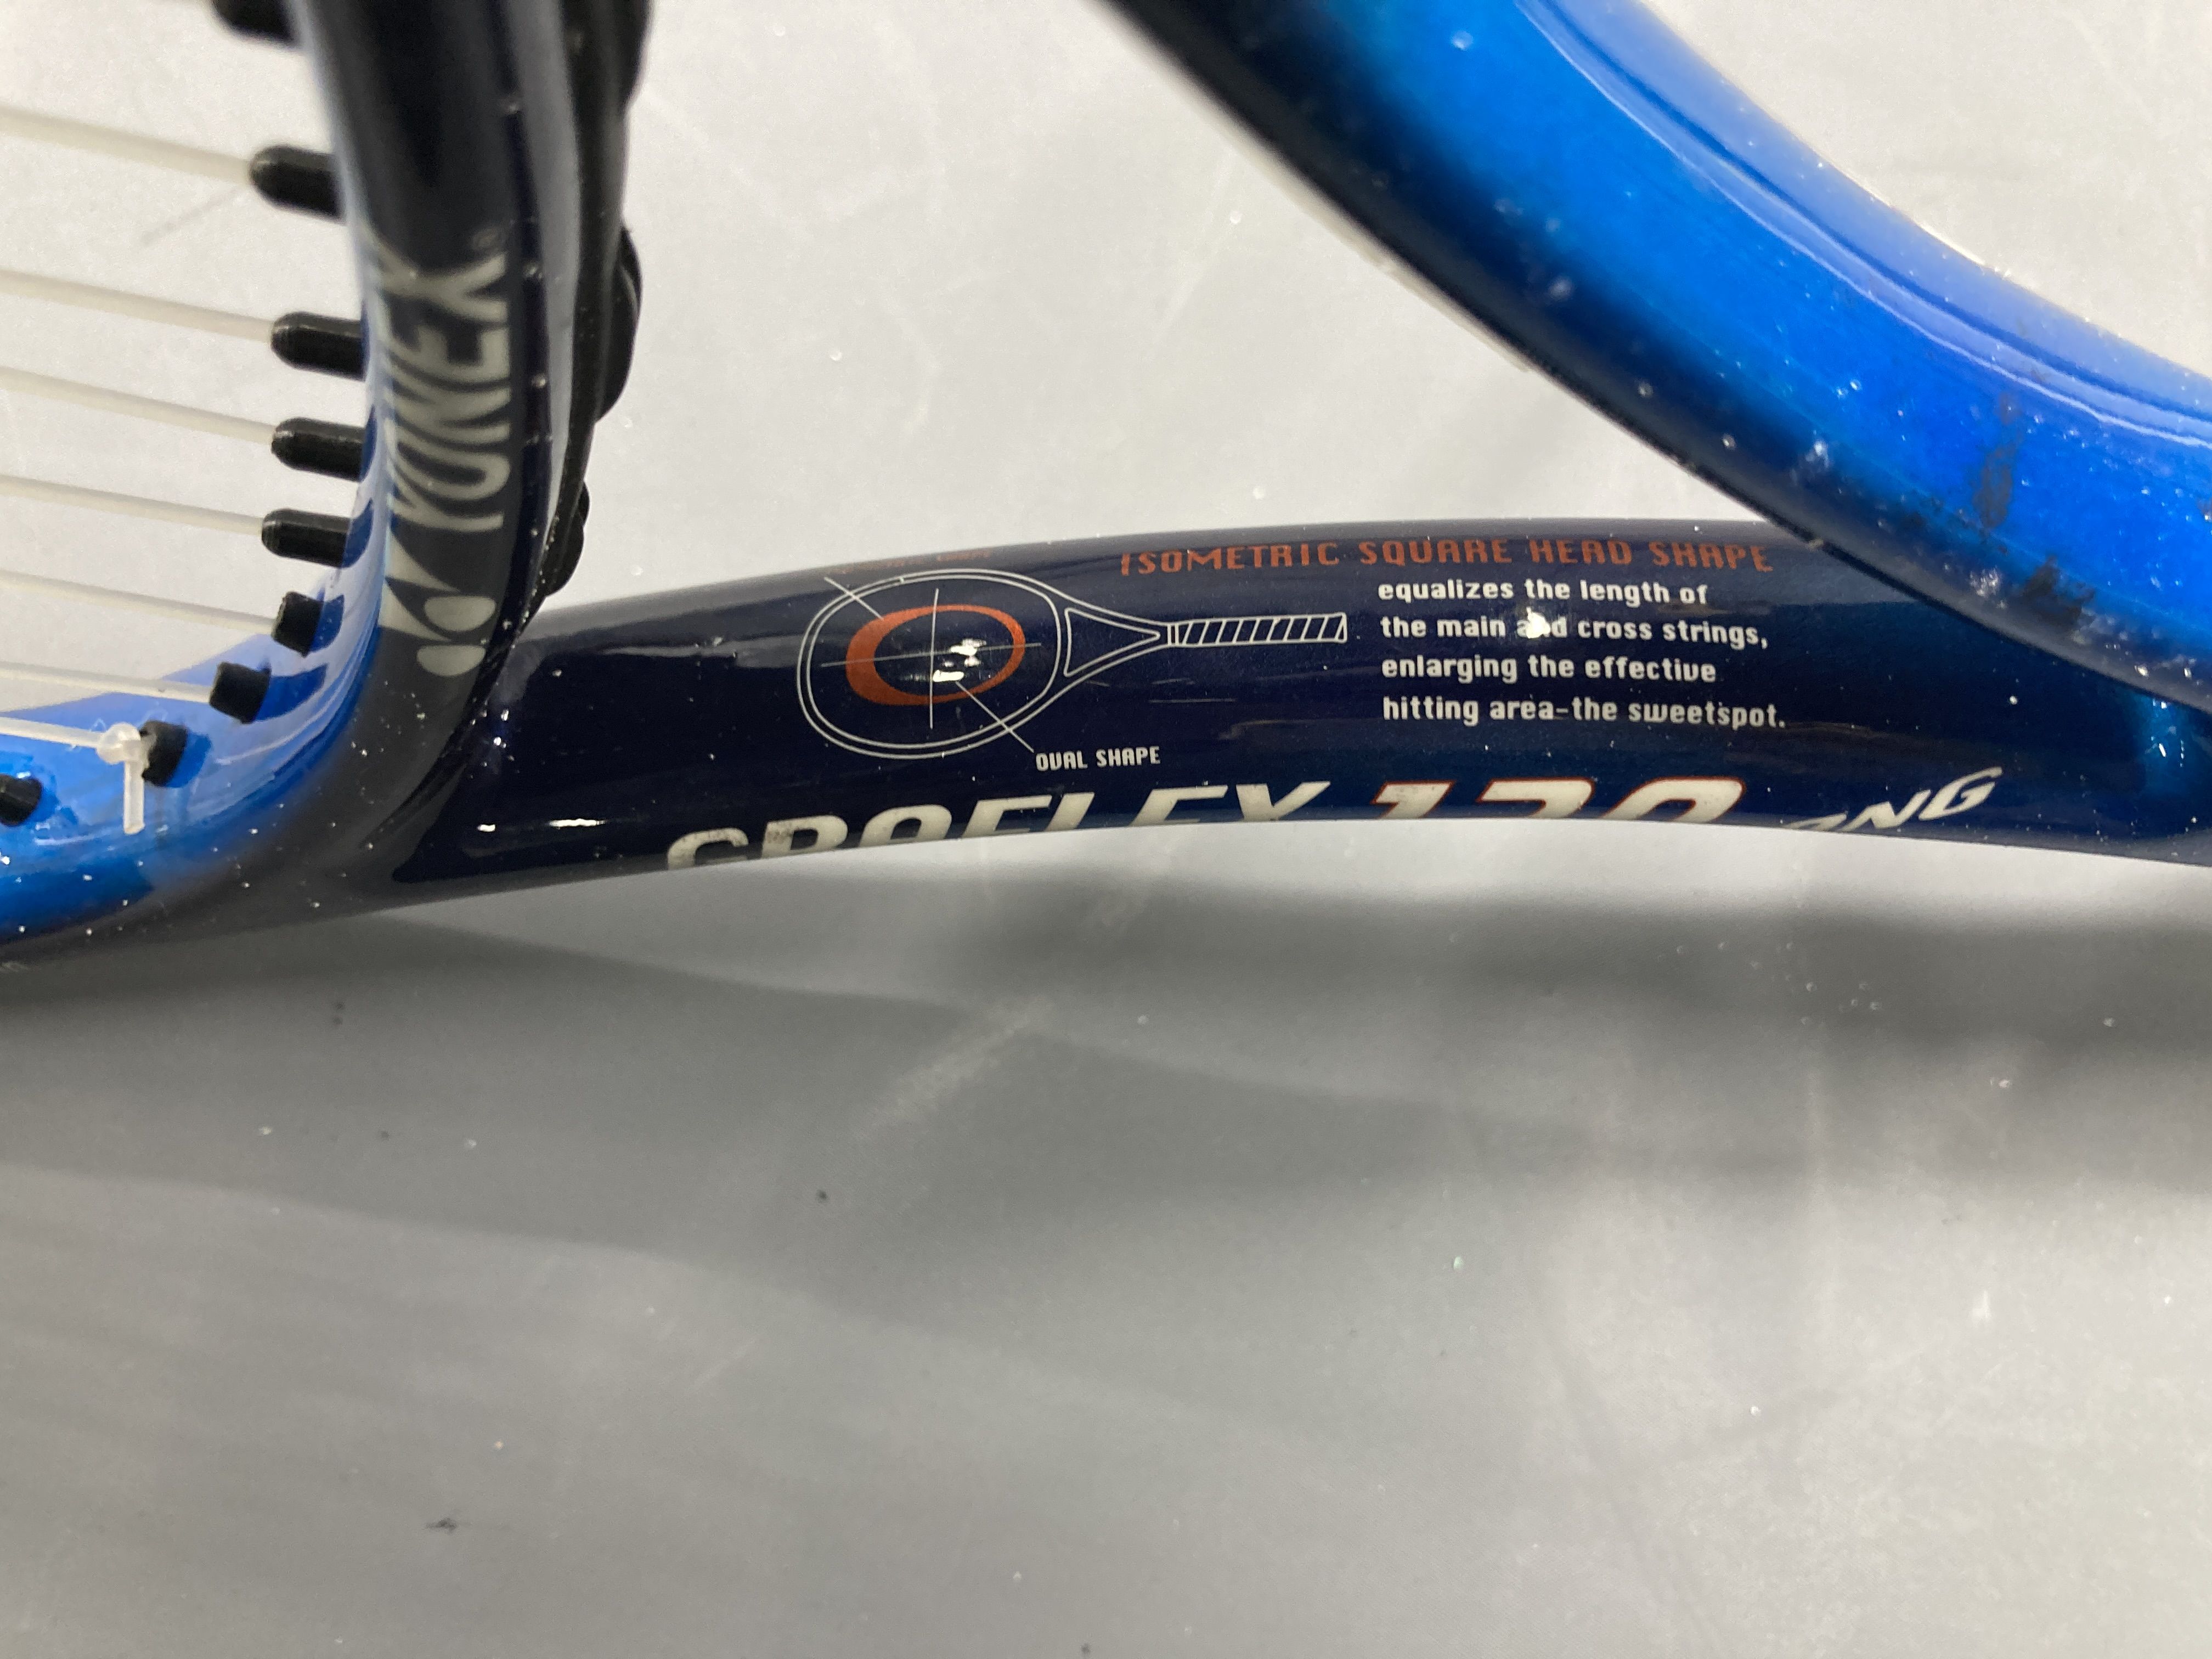 YONEX
ISOMETRIC SQUARE HEAD SHAPE
equalizes the length of
the main and cross strings,
enlarging the effective
hitting area-the sweetspot.
OVAL SHAPE